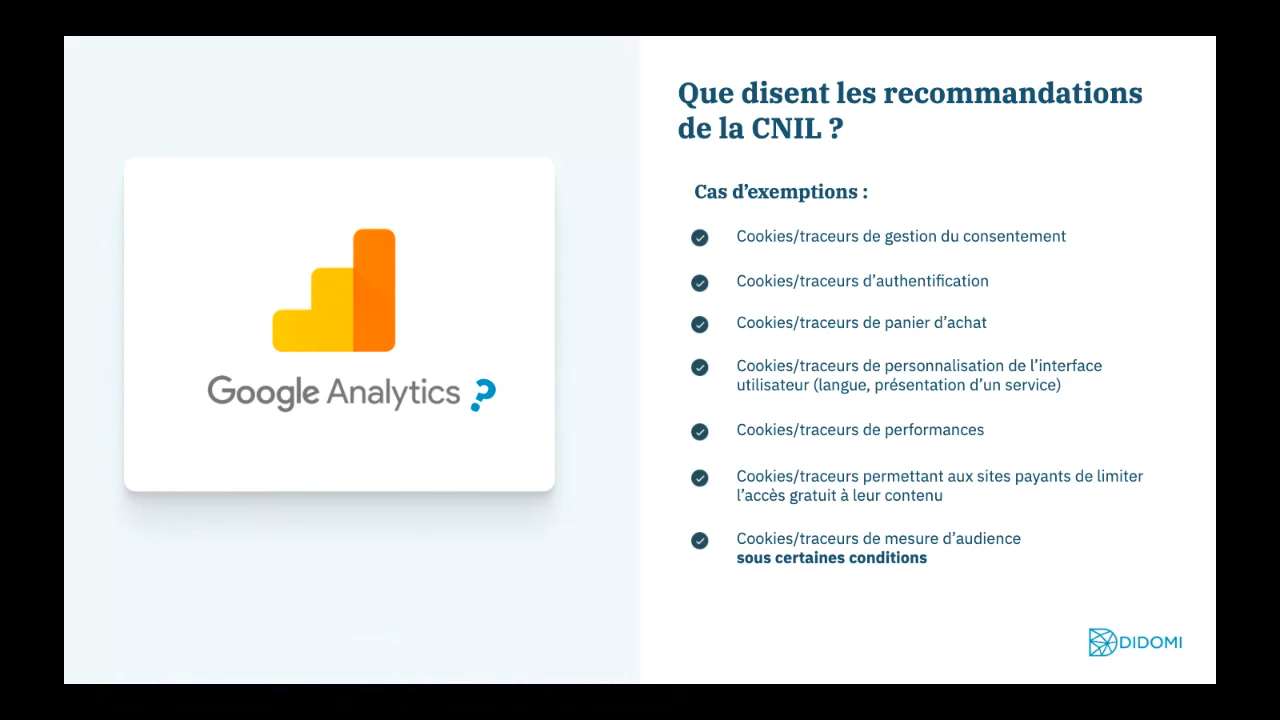 Google Analytics ?
Que disent les recommandations
de la CNIL ?
Cas d’exemptions :
Cookies/traceurs de gestion du consentement
Cookies/traceurs d’authentification
Cookies/traceurs de panier d’achat
Cookies/traceurs de personnalisation de l’interface
utilisateur (langue, présentation d’un service)
Cookies/traceurs de performances
Cookies/traceurs permettant aux sites payants de limiter
l’accès gratuit à leur contenu
Cookies/traceurs de mesure d’audience
sous certaines conditions
DIDOMI